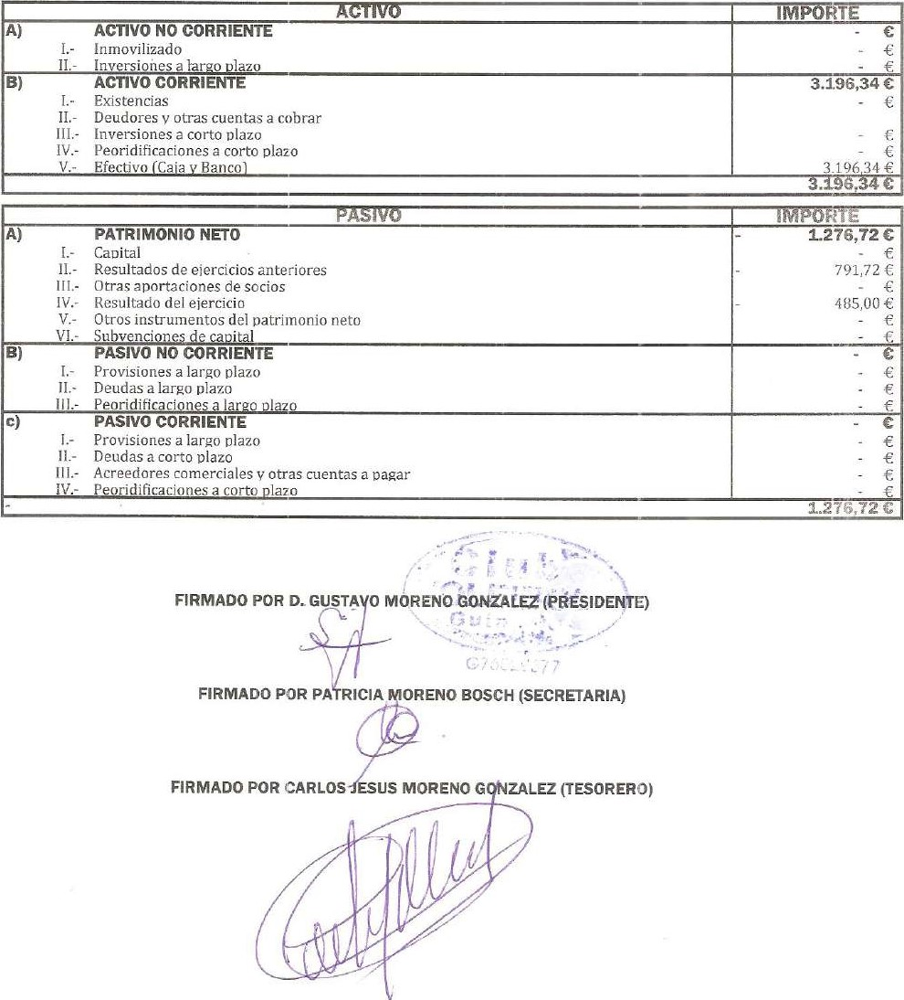 ACTIVO IMPORTE
A) ACTIVO NO CORRIENTE - €
I.- Inmovilizado - €
II.- Inversiones a largo plazo - €
B) ACTIVO CORRIENTE 3.196,34 €
I.- Existencias - €
II.- Deudores y otras cuentas a cobrar
III.- Inversiones a corto plazo - €
IV.- Peoridificaciones a corto plazo - €
V.- Efectivo (Caja y Banco) 3.196,34 €
3.196,34 €
PASIVO IMPORTE
A) PATRIMONIO NETO - 1.276,72 €
I.- Capital - €
II.- Resultados de ejercicios anteriores - 791,72 €
III.- Otras aportaciones de socios - €
IV.- Resultado del ejercicio - 485,00 €
V.- Otros instrumentos del patrimonio neto - €
VI.- Subvenciones de capital - €
B) PASIVO NO CORRIENTE - €
I.- Provisiones a largo plazo - €
II.- Deudas a largo plazo - €
III.- Peoridificaciones a largo plazo - €
c) PASIVO CORRIENTE - €
I.- Provisiones a largo plazo - €
II.- Deudas a corto plazo - €
III.- Acreedores comerciales y otras cuentas a pagar - €
IV.- Peoridificaciones a corto plazo - €
- 1.276,72 €
Club
FIRMADO POR D. GUSTAVO MORENO GONZALEZ (PRESIDENTE)
FIRMADO POR PATRICIA MORENO BOSCH (SECRETARIA)
FIRMADO POR CARLOS JESUS MORENO GONZALEZ (TESORERO)